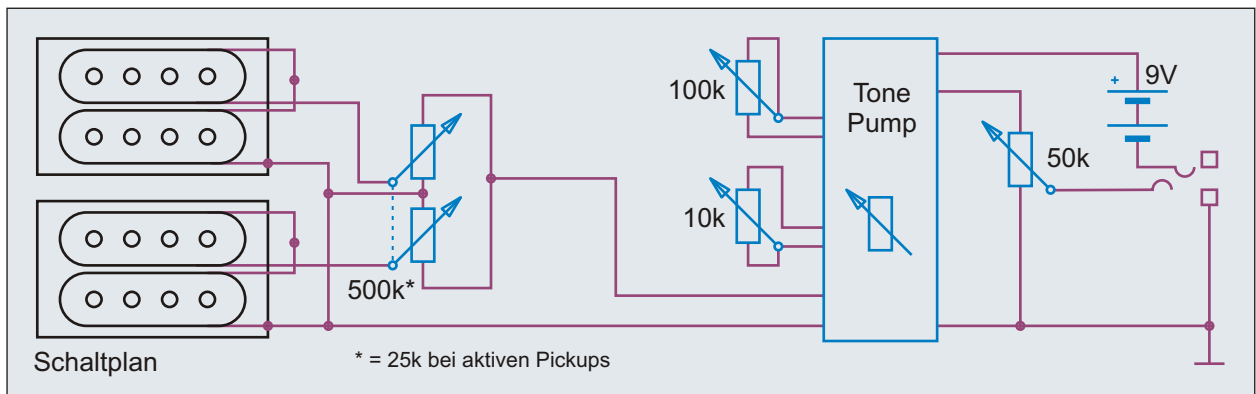 100k
Tone
Pump
+
9V
50k
10k
500k*
Schaltplan
* = 25k bei aktiven Pickups